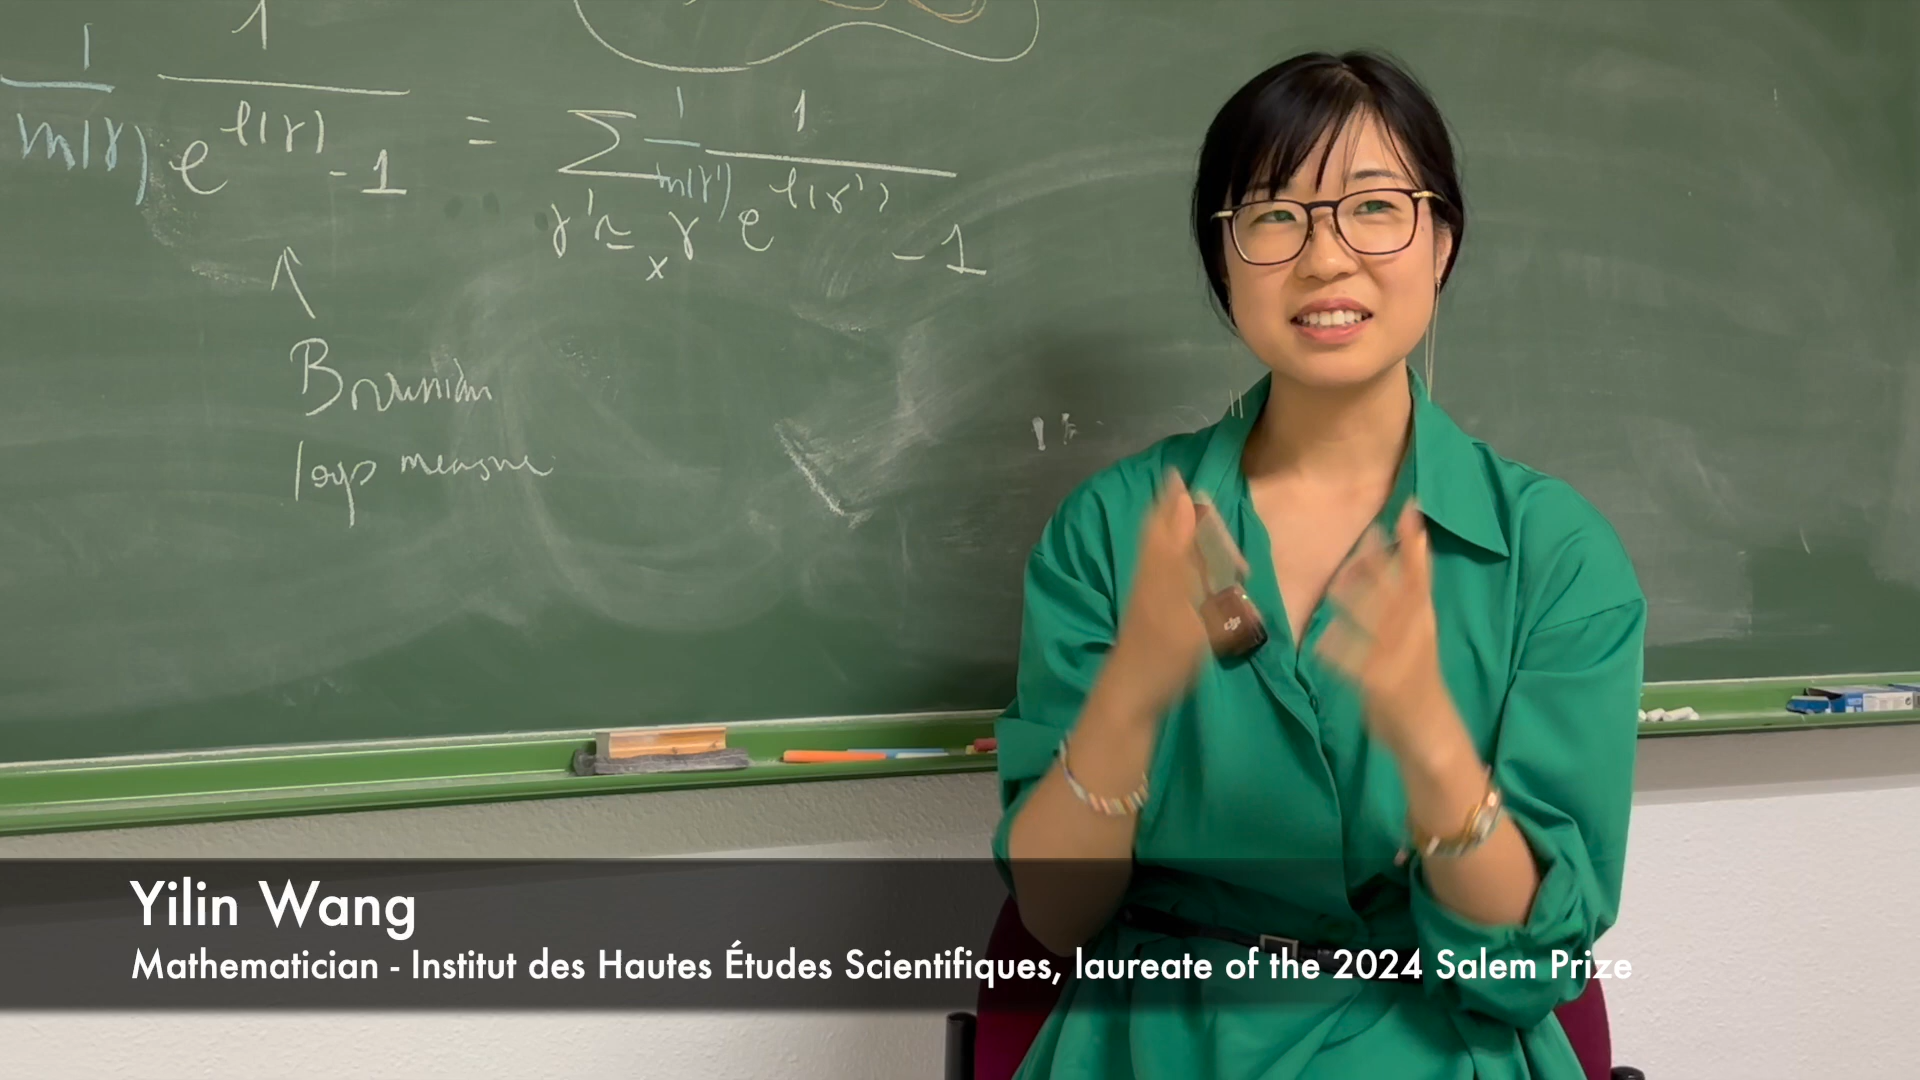 1 1
m(γ) e^l(γ) - 1 = Σ 1 1
γ' ≃ₓ γ m(γ') e^l(γ') - 1
Brownian
loop measure
dji
Yilin Wang
Mathematician - Institut des Hautes Études Scientifiques, laureate of the 2024 Salem Prize